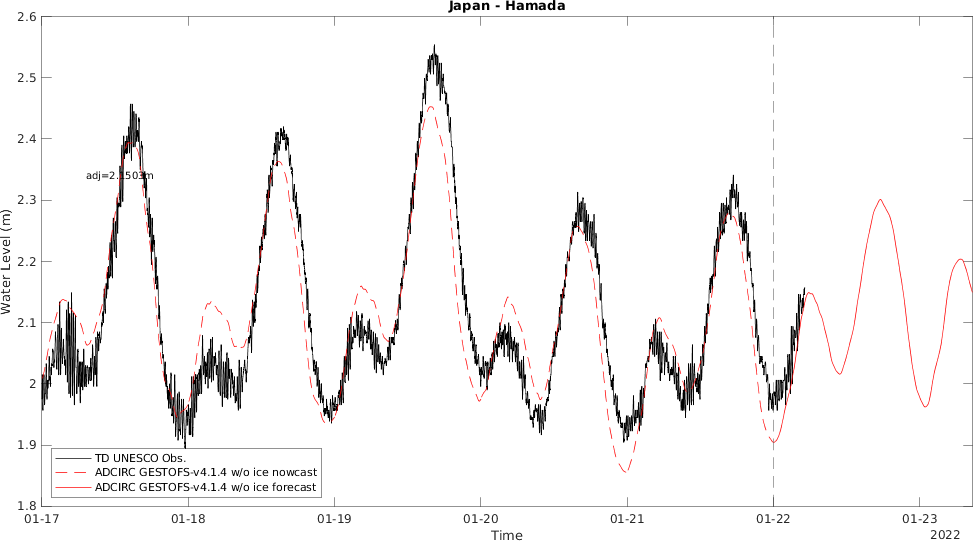 Japan - Hamada
2.6
2.5
2.4
2.3
2.2
2.1
2
1.9
1.8
Water Level (m)
adj=2.1503m
TD UNESCO Obs.
ADCIRC GESTOFS-v4.1.4 w/o ice nowcast
ADCIRC GESTOFS-v4.1.4 w/o ice forecast
01-17
01-18
01-19
01-20
01-21
01-22
01-23
Time
2022